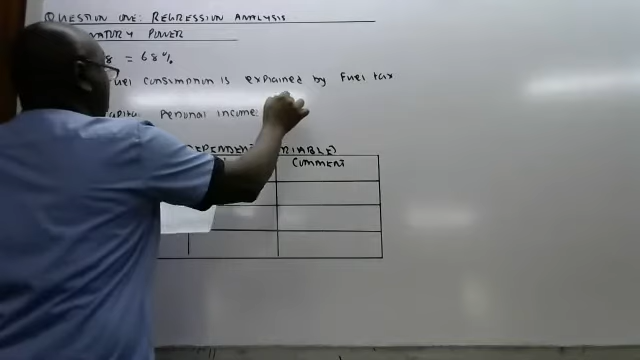 QUESTION ONE: REGRESSION ANALYSIS
NATORY POWER
8 = 68%
fuel consumption is explained by Fuel tax
capita Personal income
DEPENDENT VARIABLE)
COMMENT